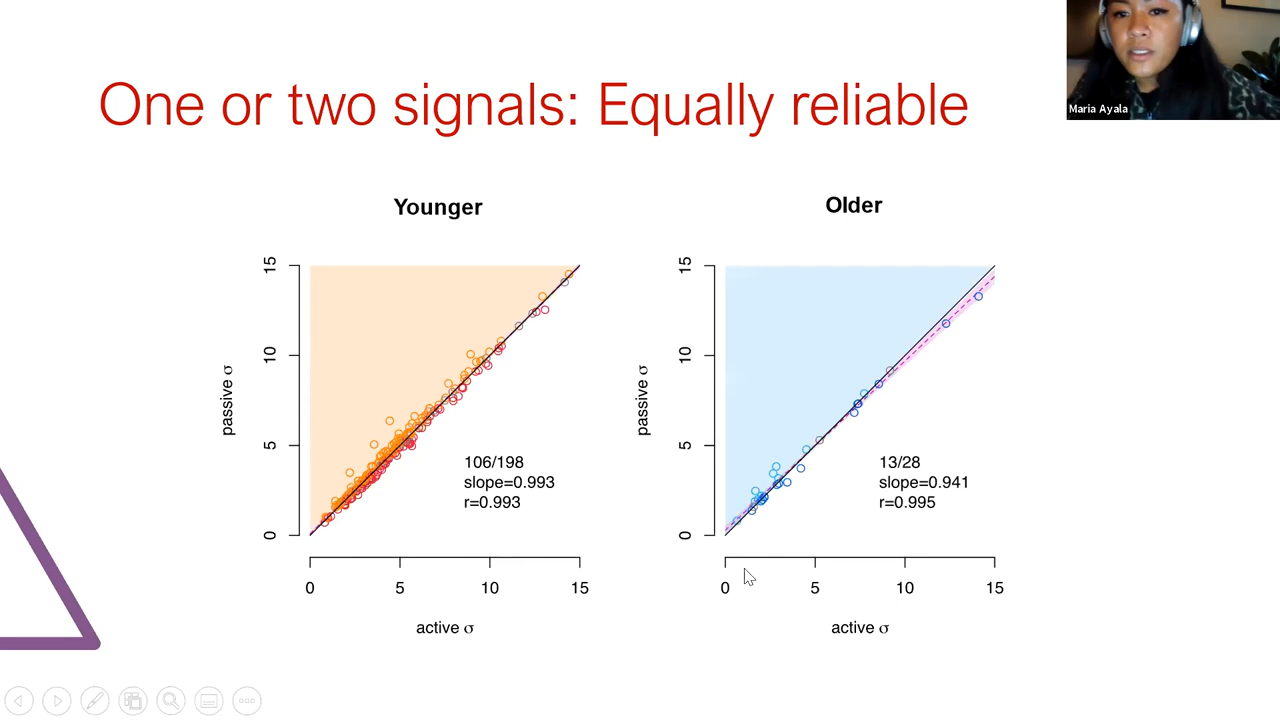 One or two signals: Equally reliable
Maria Ayala
Younger
15
10
5
0
passive σ
106/198
slope=0.993
r=0.993
0 5 10 15
active σ
Older
15
10
5
0
passive σ
13/28
slope=0.941
r=0.995
0 5 10 15
active σ